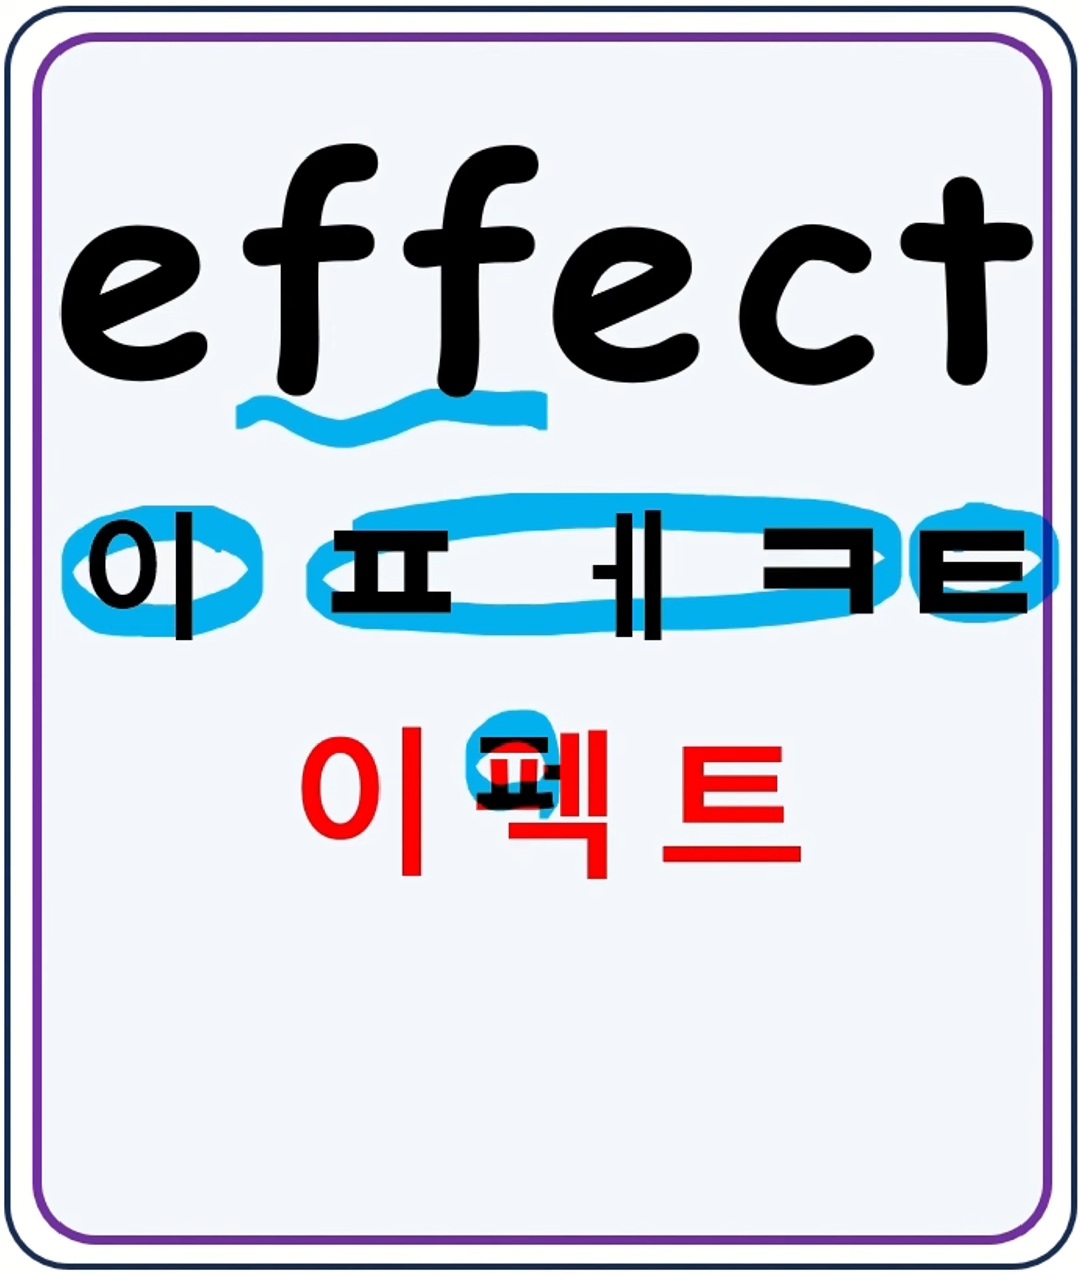 effect
이 ㅍ ㅔ ㅋ ㅌ
이 펙 트